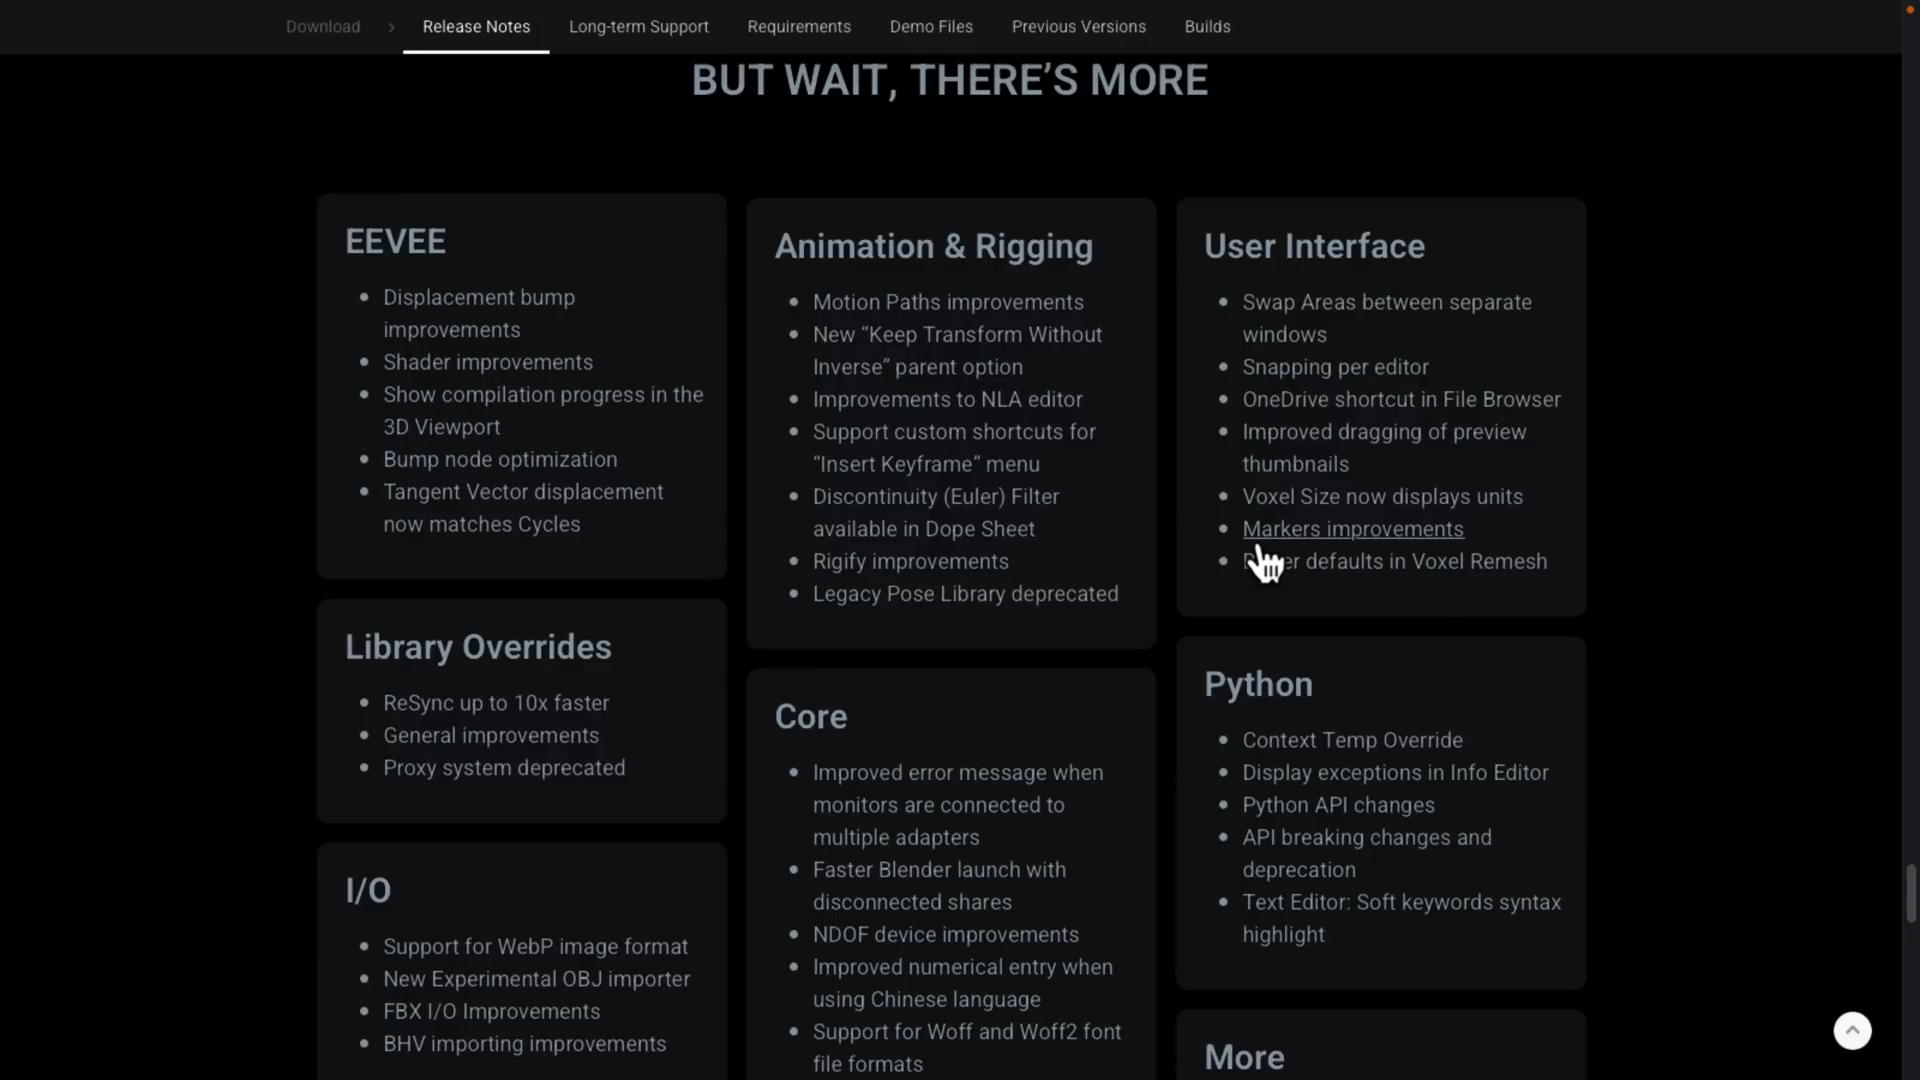 Download
Release Notes
Long-term Support
Requirements
Demo Files
Previous Versions
Builds
BUT WAIT, THERE’S MORE
EEVEE
Displacement bump
improvements
Shader improvements
Show compilation progress in the
3D Viewport
Bump node optimization
Tangent Vector displacement
now matches Cycles
Library Overrides
ReSync up to 10x faster
General improvements
Proxy system deprecated
I/O
Support for WebP image format
New Experimental OBJ importer
FBX I/O Improvements
BHV importing improvements
Animation & Rigging
Motion Paths improvements
New “Keep Transform Without
Inverse” parent option
Improvements to NLA editor
Support custom shortcuts for
“Insert Keyframe“ menu
Discontinuity (Euler) Filter
available in Dope Sheet
Rigify improvements
Legacy Pose Library deprecated
Core
Improved error message when
monitors are connected to
multiple adapters
Faster Blender launch with
disconnected shares
NDOF device improvements
Improved numerical entry when
using Chinese language
Support for Woff and Woff2 font
file formats
User Interface
Swap Areas between separate
windows
Snapping per editor
OneDrive shortcut in File Browser
Improved dragging of preview
thumbnails
Voxel Size now displays units
Markers improvements
defaults in Voxel Remesh
Python
Context Temp Override
Display exceptions in Info Editor
Python API changes
API breaking changes and
deprecation
Text Editor: Soft keywords syntax
highlight
More